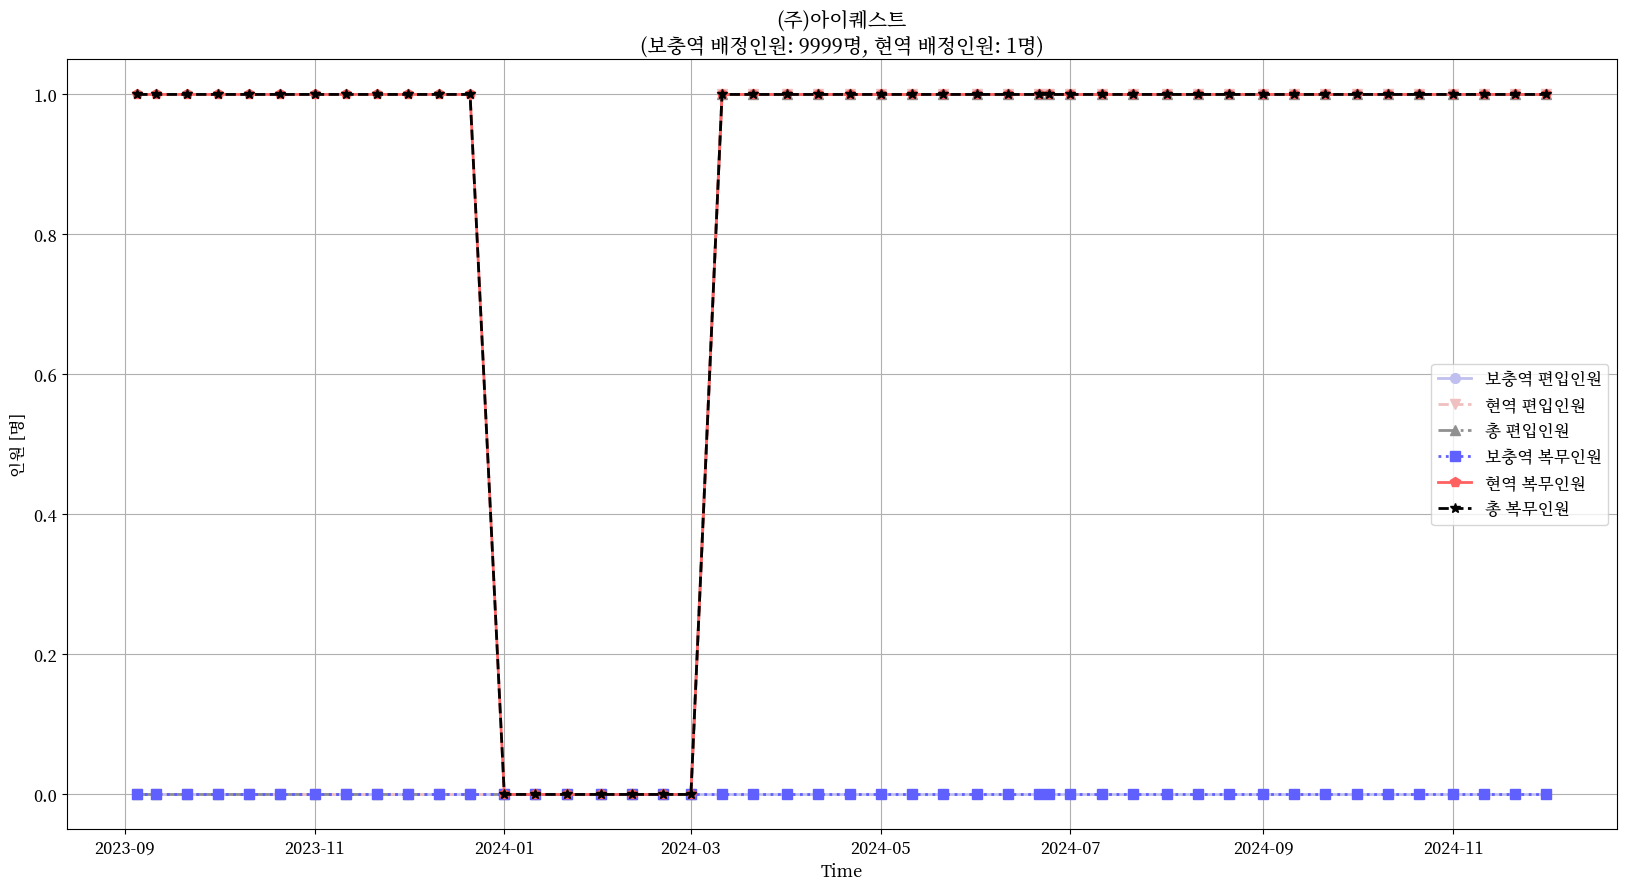 (주)아이퀘스트
(보충역 배정인원: 9999명, 현역 배정인원: 1명)
인원 [명]
1.0
0.8
0.6
0.4
0.2
0.0
보충역 편입인원
현역 편입인원
총 편입인원
보충역 복무인원
현역 복무인원
총 복무인원
2023-09
2023-11
2024-01
2024-03
2024-05
2024-07
2024-09
2024-11
Time